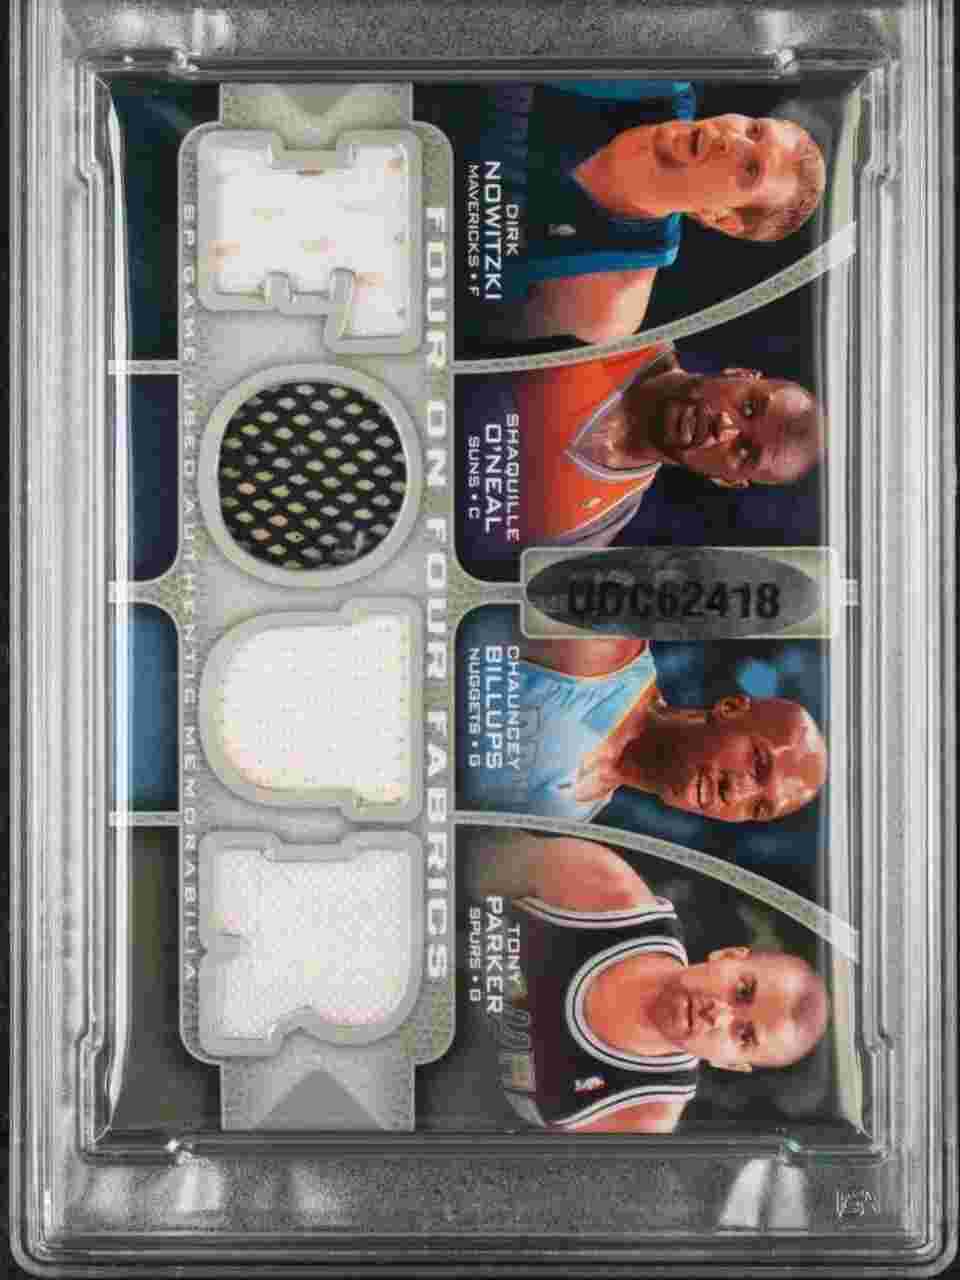 DIRK
NOWITZKI
MAVERICKS • F
SHAQUILLE
O'NEAL
SUNS • C
UDC62418
CHAUNCEY
BILLUPS
NUGGETS • G
TONY
PARKER
SPURS • G
FOUR ON FOUR FABRICS
SP GAME USED AUTHENTIC MEMORABILIA